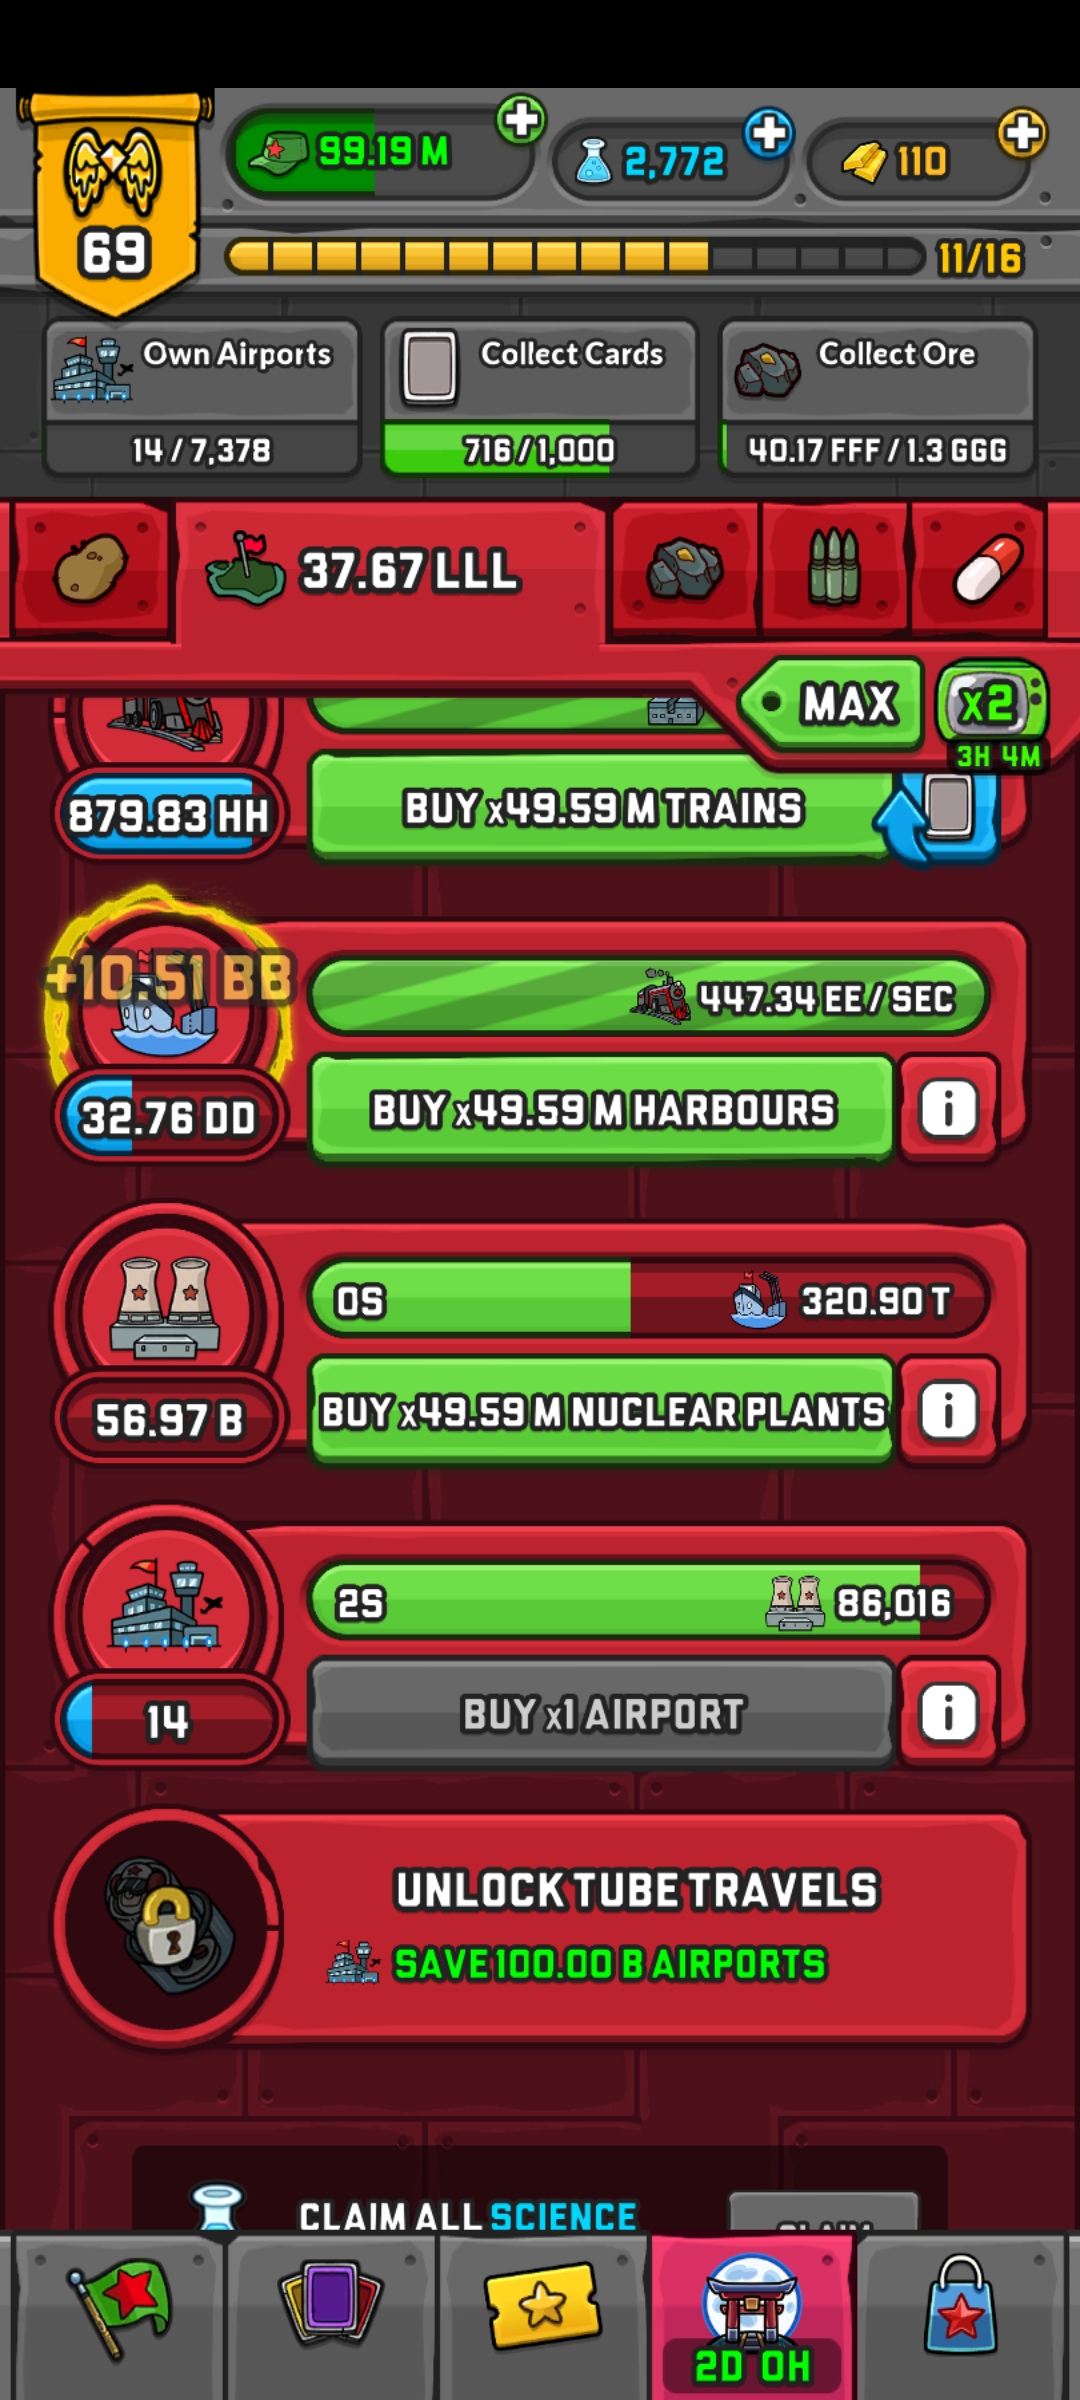 99.19 M
2,772
110
69
11/16
Own Airports
14 / 7,378
Collect Cards
716 / 1,000
Collect Ore
40.17 FFF / 1.3 GGG
37.67 LLL
MAX
x2
3H 4M
879.83 HH
BUY x49.59 M TRAINS
+10.51 BB
447.34 EE / SEC
32.76 DD
BUY x49.59 M HARBOURS
i
0S
320.90 T
56.97 B
BUY x49.59 M NUCLEAR PLANTS
i
2S
86,016
14
BUY x1 AIRPORT
i
UNLOCK TUBE TRAVELS
SAVE 100.00 B AIRPORTS
CLAIM ALL SCIENCE
CLAIM
2D 0H